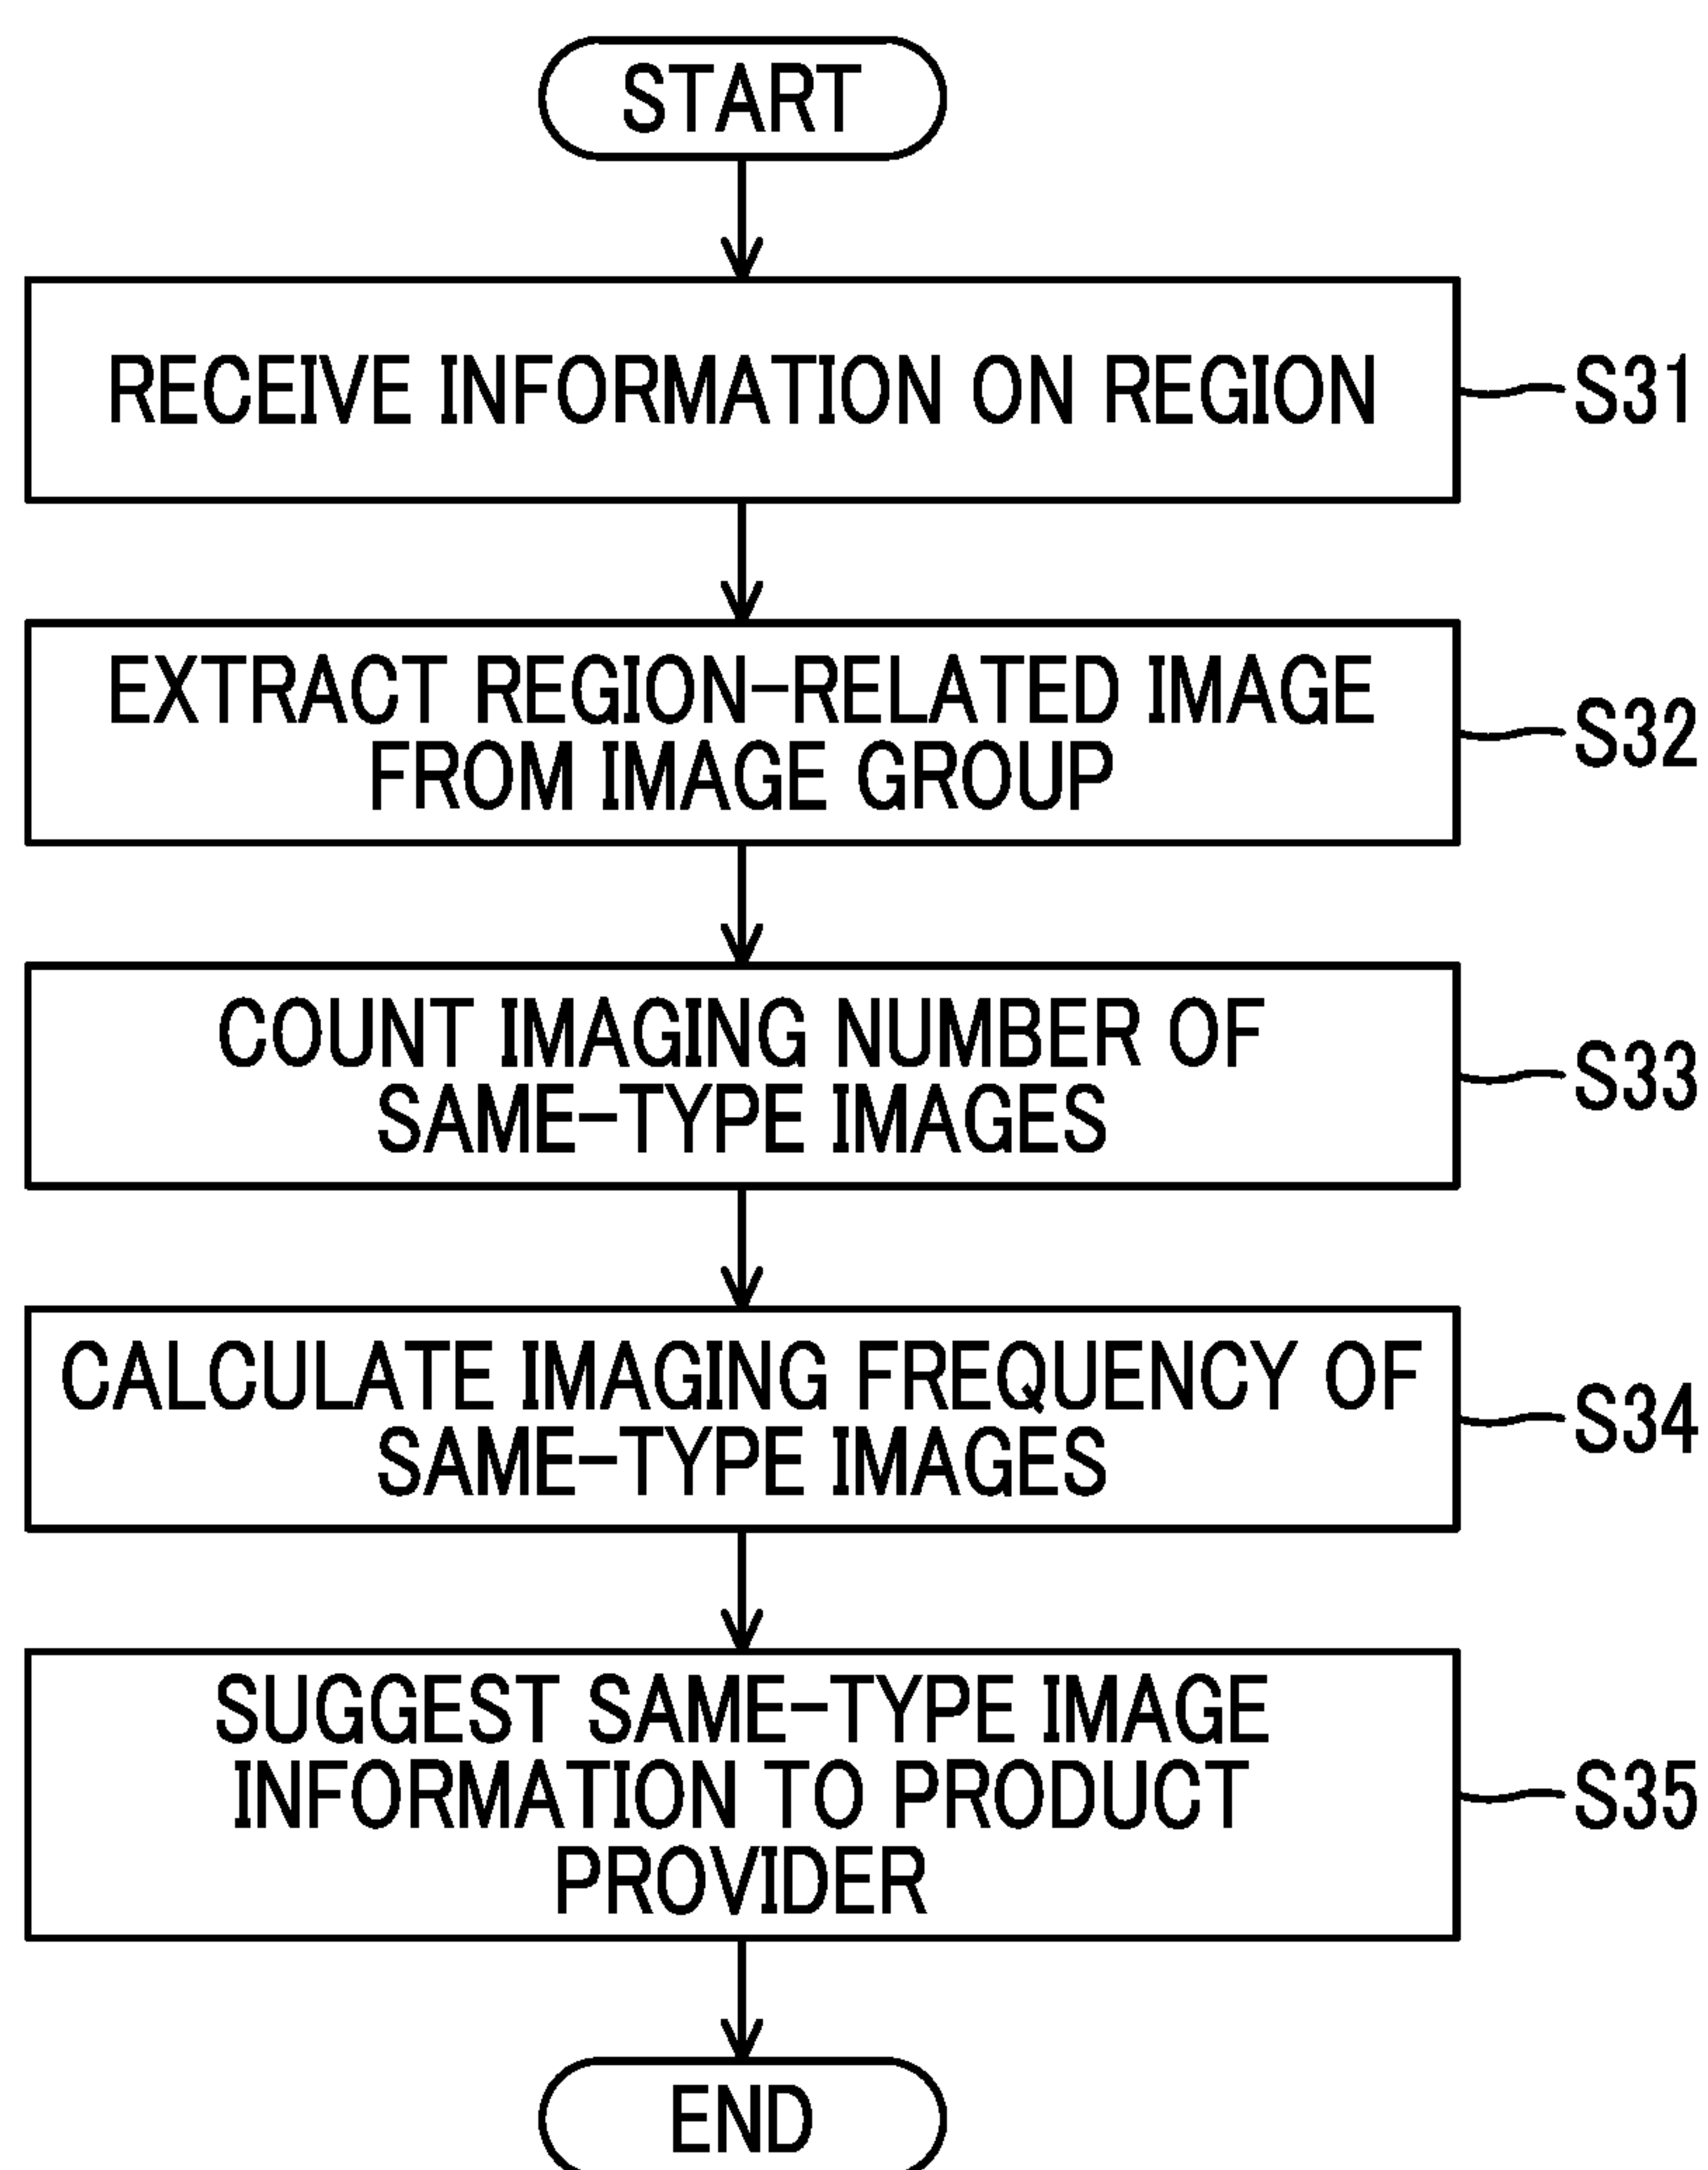 START
RECEIVE INFORMATION ON REGION
S31
EXTRACT REGION-RELATED IMAGE
FROM IMAGE GROUP
S32
COUNT IMAGING NUMBER OF
SAME-TYPE IMAGES
S33
CALCULATE IMAGING FREQUENCY OF
SAME-TYPE IMAGES
S34
SUGGEST SAME-TYPE IMAGE
INFORMATION TO PRODUCT
PROVIDER
S35
END